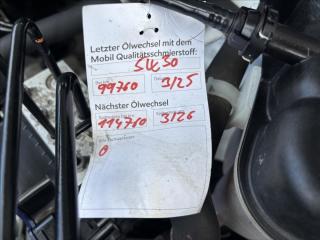 Letzter Ölwechsel mit dem
Mobil Qualitätsschmierstoff:
5W30
99760 3/25
Nächster Ölwechsel
114760 3/26